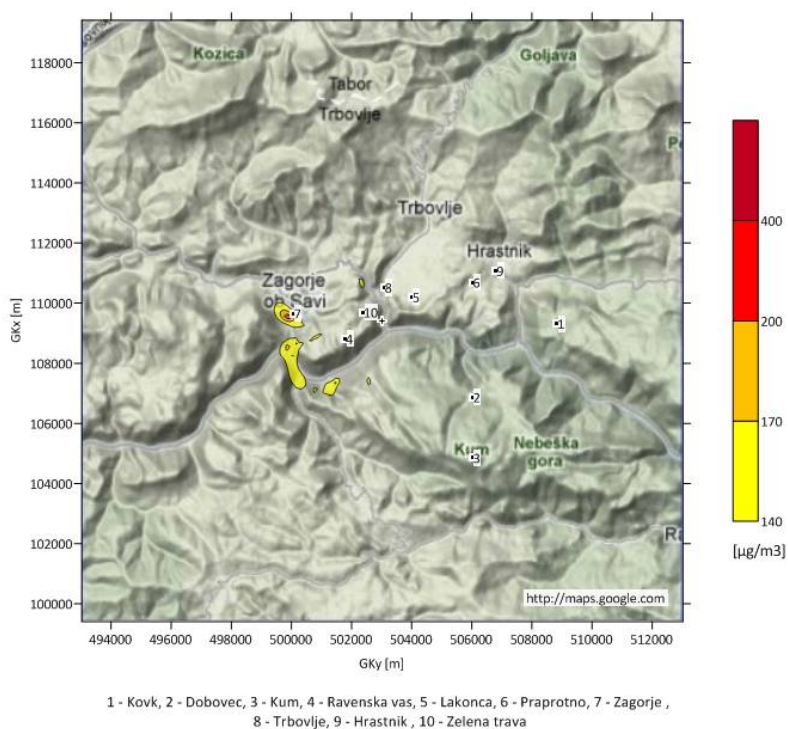 118000
116000
114000
112000
110000
108000
106000
104000
102000
100000
GKx [m]
Kozica
Goljava
Tabor
Trbovlje
Trbovlje
Hrastnik
Zagorje
ob Savi
9
6
8
5
10
7
1
4
2
Kum
3
Nebeška
gora
http://maps.google.com
494000 496000 498000 500000 502000 504000 506000 508000 510000 512000
GKy [m]
400
200
170
140
[µg/m3]
1 - Kovk, 2 - Dobovec, 3 - Kum, 4 - Ravenska vas, 5 - Lakonca, 6 - Praprotno, 7 - Zagorje ,
8 - Trbovlje, 9 - Hrastnik , 10 - Zelena trava